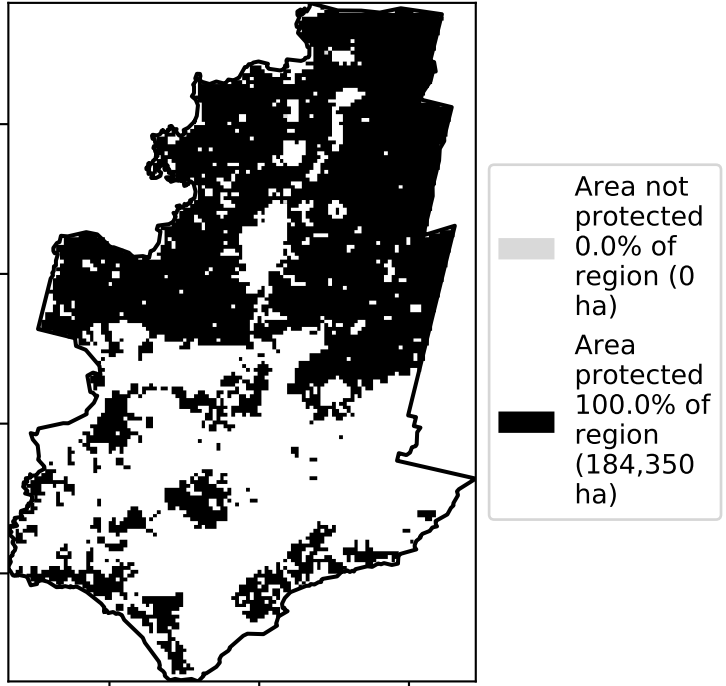 Area not
protected
0.0% of
region (0
ha)
Area
protected
100.0% of
region
(184,350
ha)